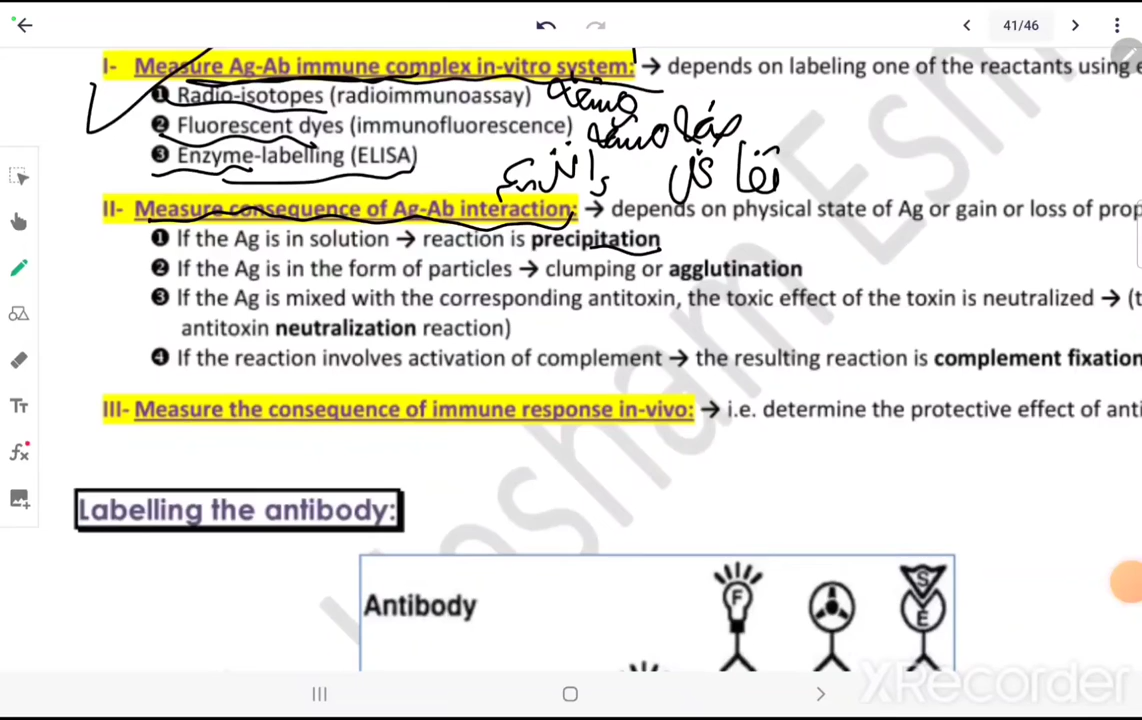 41/46
I- Measure Ag-Ab immune complex in-vitro system: → depends on labeling one of the reactants using
❶ Radio-isotopes (radioimmunoassay) مشعة
❷ Fluorescent dyes (immunofluorescence)
❸ Enzyme-labelling (ELISA) تفاعل
II- Measure consequence of Ag-Ab interaction: → depends on physical state of Ag or gain or loss of
❶ If the Ag is in solution → reaction is precipitation
❷ If the Ag is in the form of particles → clumping or agglutination
❸ If the Ag is mixed with the corresponding antitoxin, the toxic effect of the toxin is neutralized → (t
antitoxin neutralization reaction)
❹ If the reaction involves activation of complement → the resulting reaction is complement fixation
III- Measure the consequence of immune response in-vivo: → i.e. determine the protective effect of anti
Labelling the antibody:
F
S
Antibody
E
Tt
fx
XRecorder